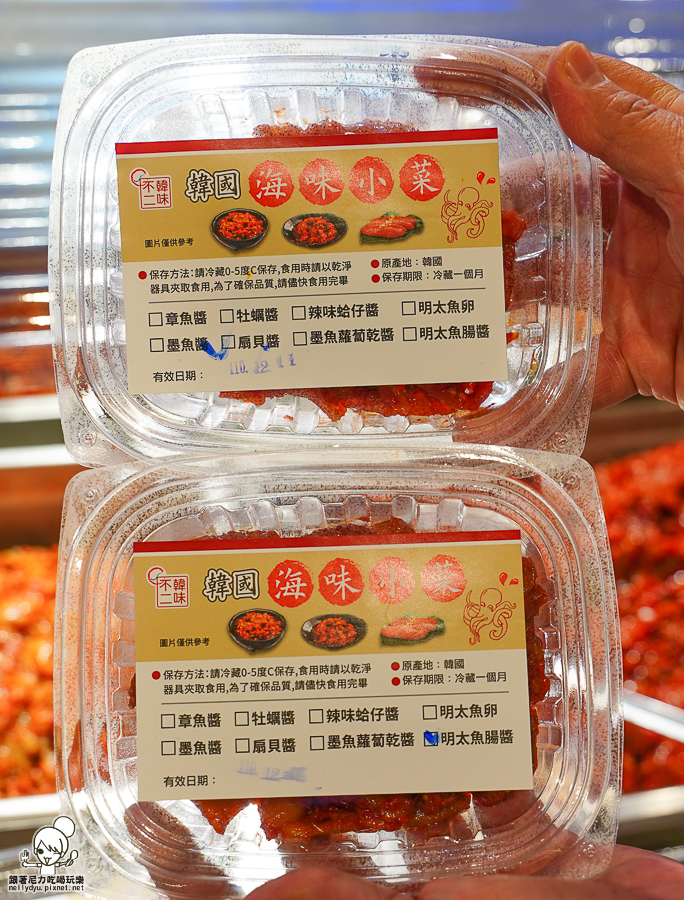 不二
韓味
韓國海味小菜
圖片僅供參考
●保存方法:請冷藏0-5度C保存,食用時請以乾淨
器具夾取食用,為了確保品質,請儘快食用完畢
●原產地:韓國
●保存期限:冷藏一個月
□章魚醬 □牡蠣醬 □辣味蛤仔醬 □明太魚卵
□墨魚醬 □扇貝醬 □墨魚蘿蔔乾醬 □明太魚腸醬
有效日期:
110.12.
不二
韓味
韓國海味小菜
圖片僅供參考
●保存方法:請冷藏0-5度C保存,食用時請以乾淨
器具夾取食用,為了確保品質,請儘快食用完畢
●原產地:韓國
●保存期限:冷藏一個月
□章魚醬 □牡蠣醬 □辣味蛤仔醬 □明太魚卵
□墨魚醬 □扇貝醬 □墨魚蘿蔔乾醬 ☑明太魚腸醬
有效日期:
跟著尼力吃喝玩樂
nellydyu.pixnet.net